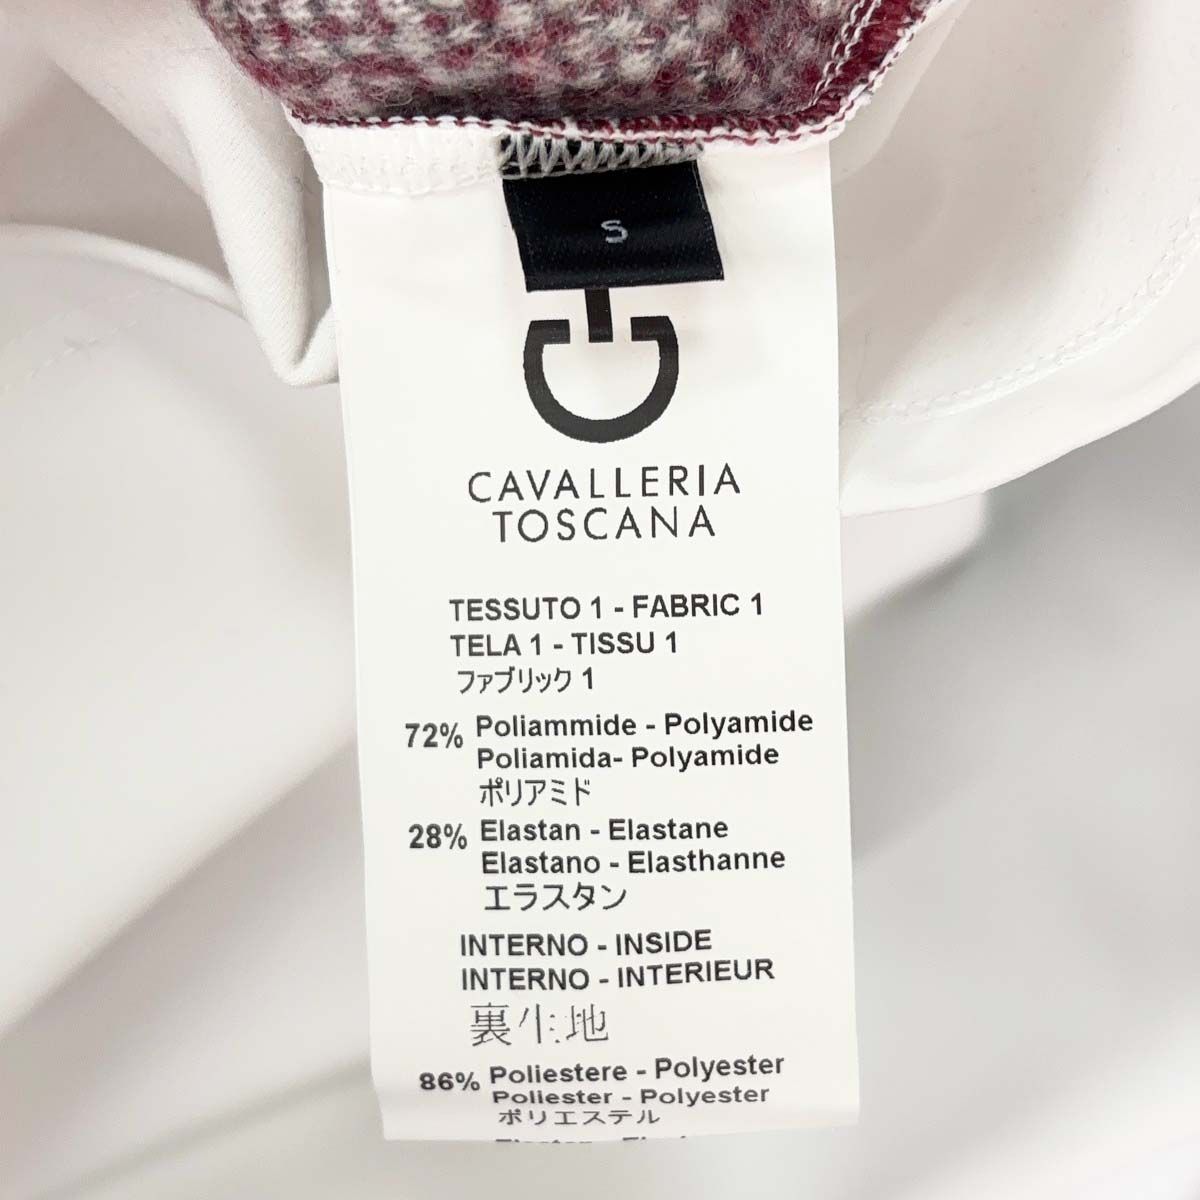 S
CAVALLERIA
TOSCANA
TESSUTO 1 - FABRIC 1
TELA 1 - TISSU 1
ファブリック 1
72% Poliammide - Polyamide
Poliamida- Polyamide
ポリアミド
28% Elastan - Elastane
Elastano - Elasthanne
エラスタン
INTERNO - INSIDE
INTERNO - INTERIEUR
裏生地
86% Poliestere - Polyester
Poliester - Polyester
ポリエステル